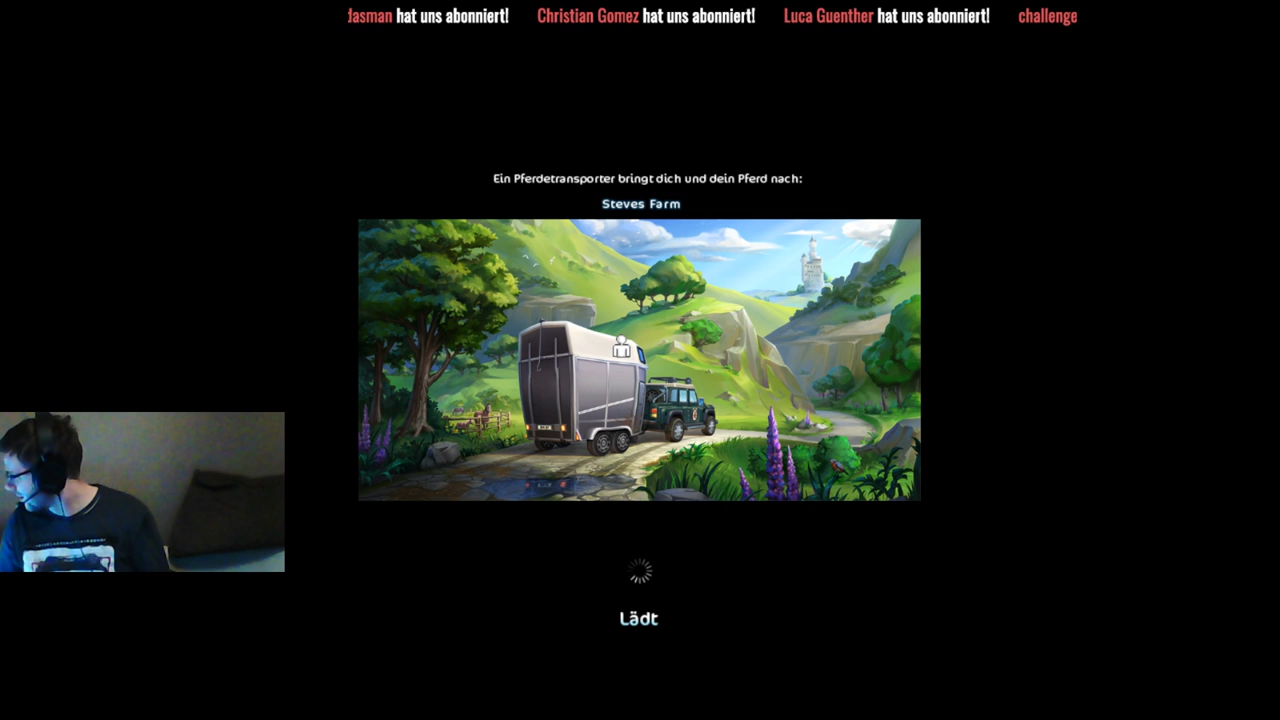 dasman hat uns abonniert! Christian Gomez hat uns abonniert! Luca Guenther hat uns abonniert! challenge
Ein Pferdetransporter bringt dich und dein Pferd nach:
Steves Farm
Lädt